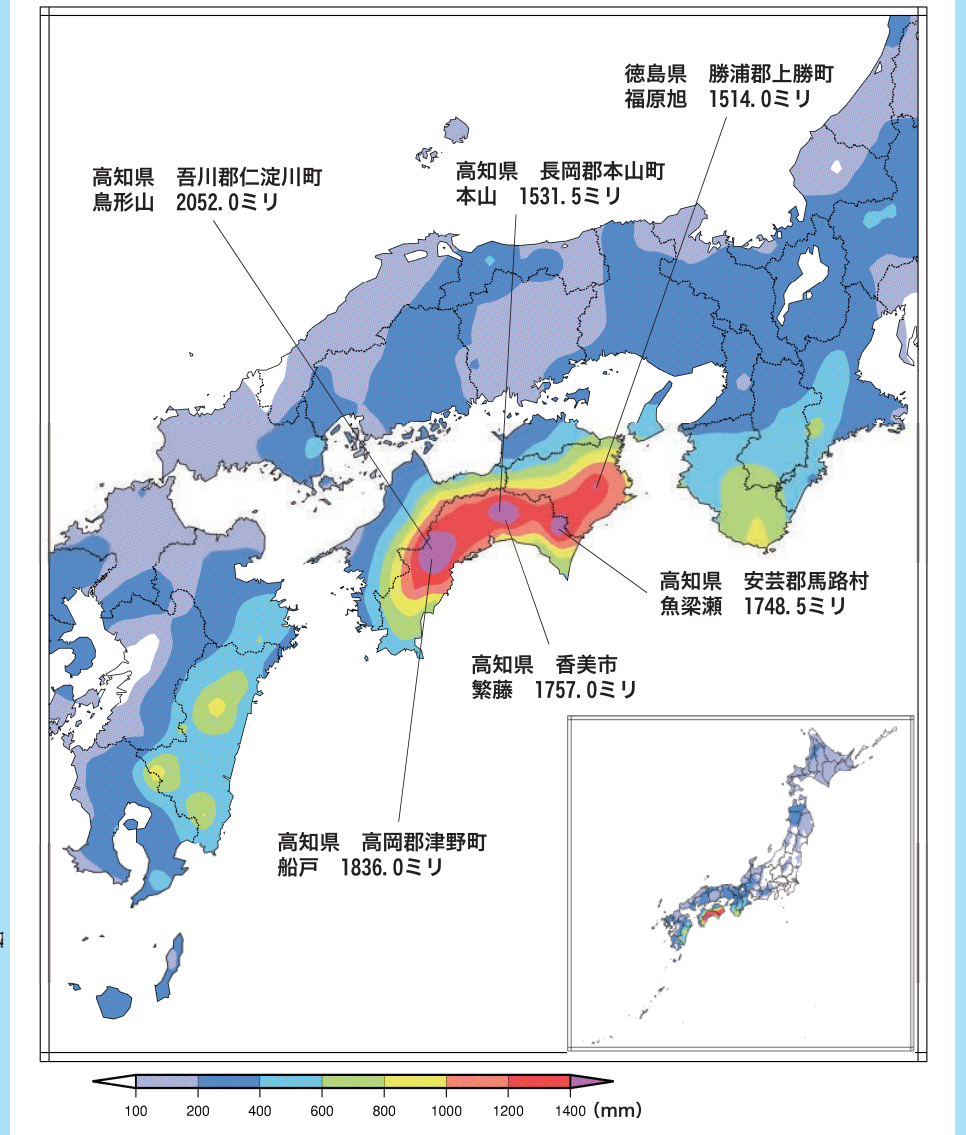 徳島県 勝浦郡上勝町
福原旭 1514.0ミリ
高知県 長岡郡本山町
本山 1531.5ミリ
高知県 吾川郡仁淀川町
鳥形山 2052.0ミリ
高知県 安芸郡馬路村
魚梁瀬 1748.5ミリ
高知県 香美市
繁藤 1757.0ミリ
高知県 高岡郡津野町
船戸 1836.0ミリ
100 200 400 600 800 1000 1200 1400 (mm)